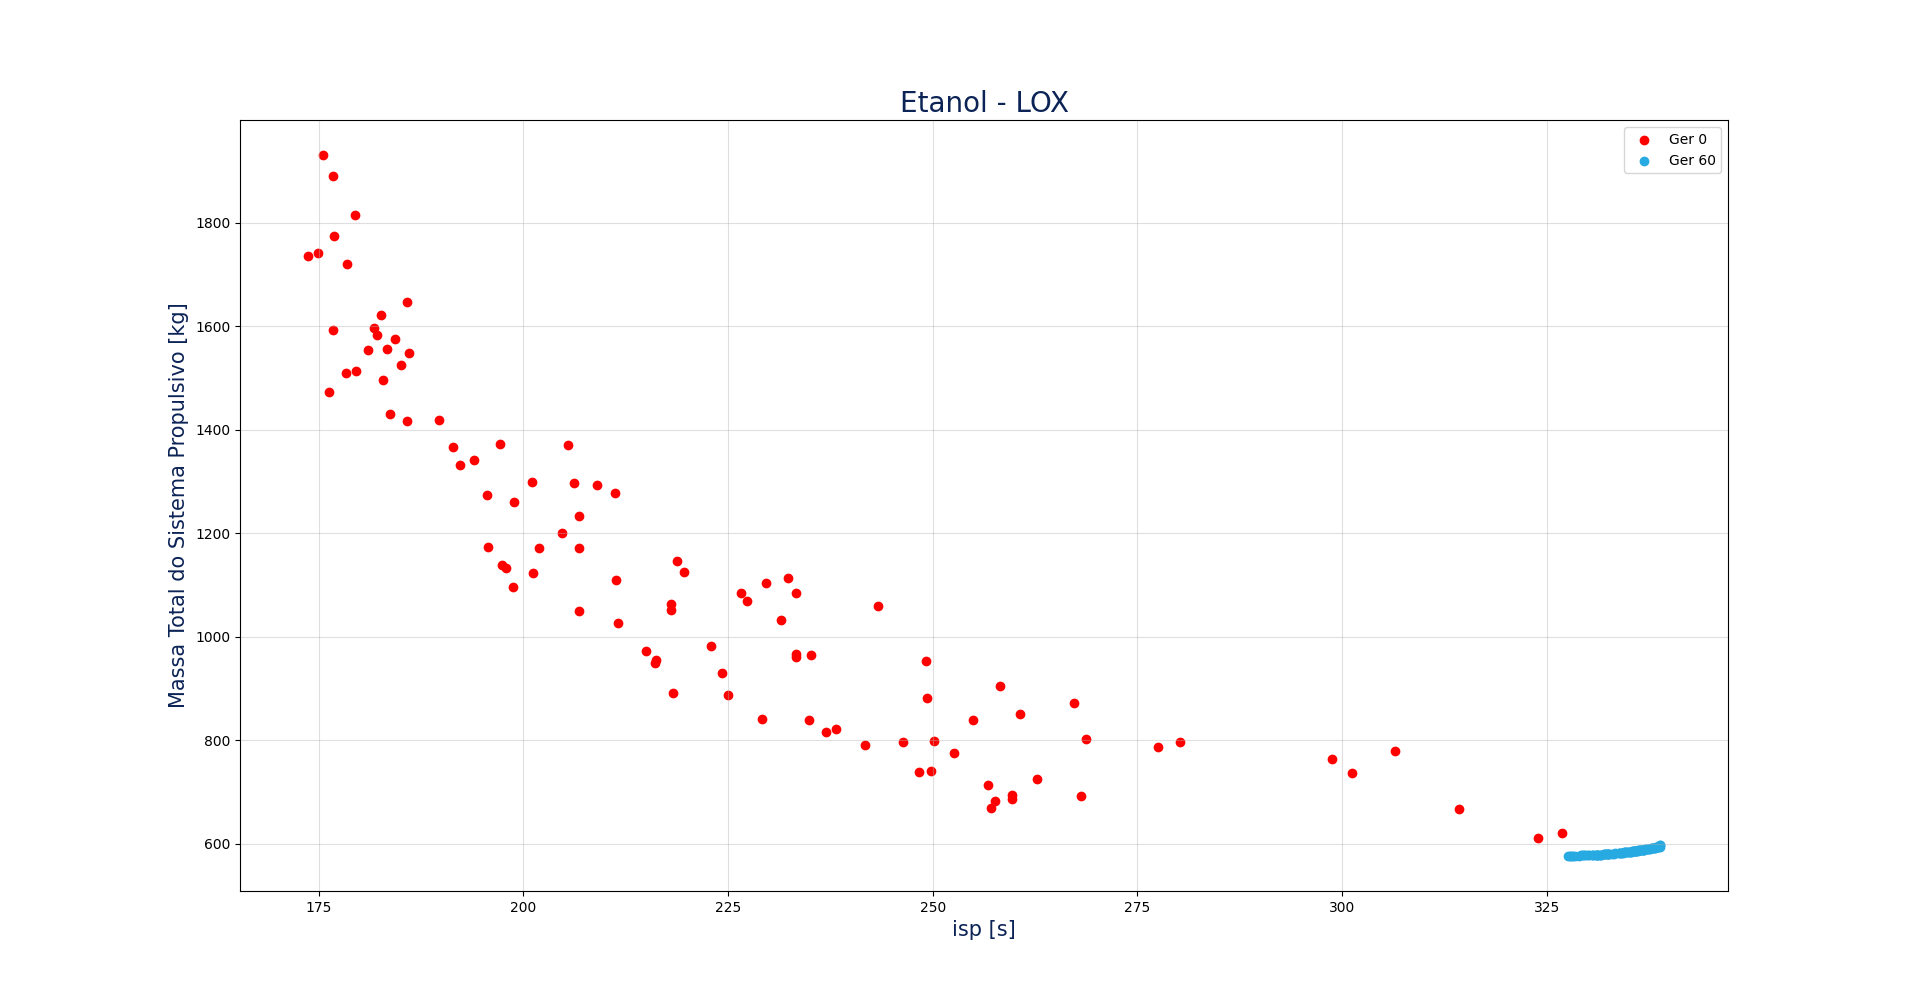 Etanol - LOX
Ger 0
Ger 60
Massa Total do Sistema Propulsivo [kg]
1800
1600
1400
1200
1000
800
600
175 200 225 250 275 300 325
isp [s]